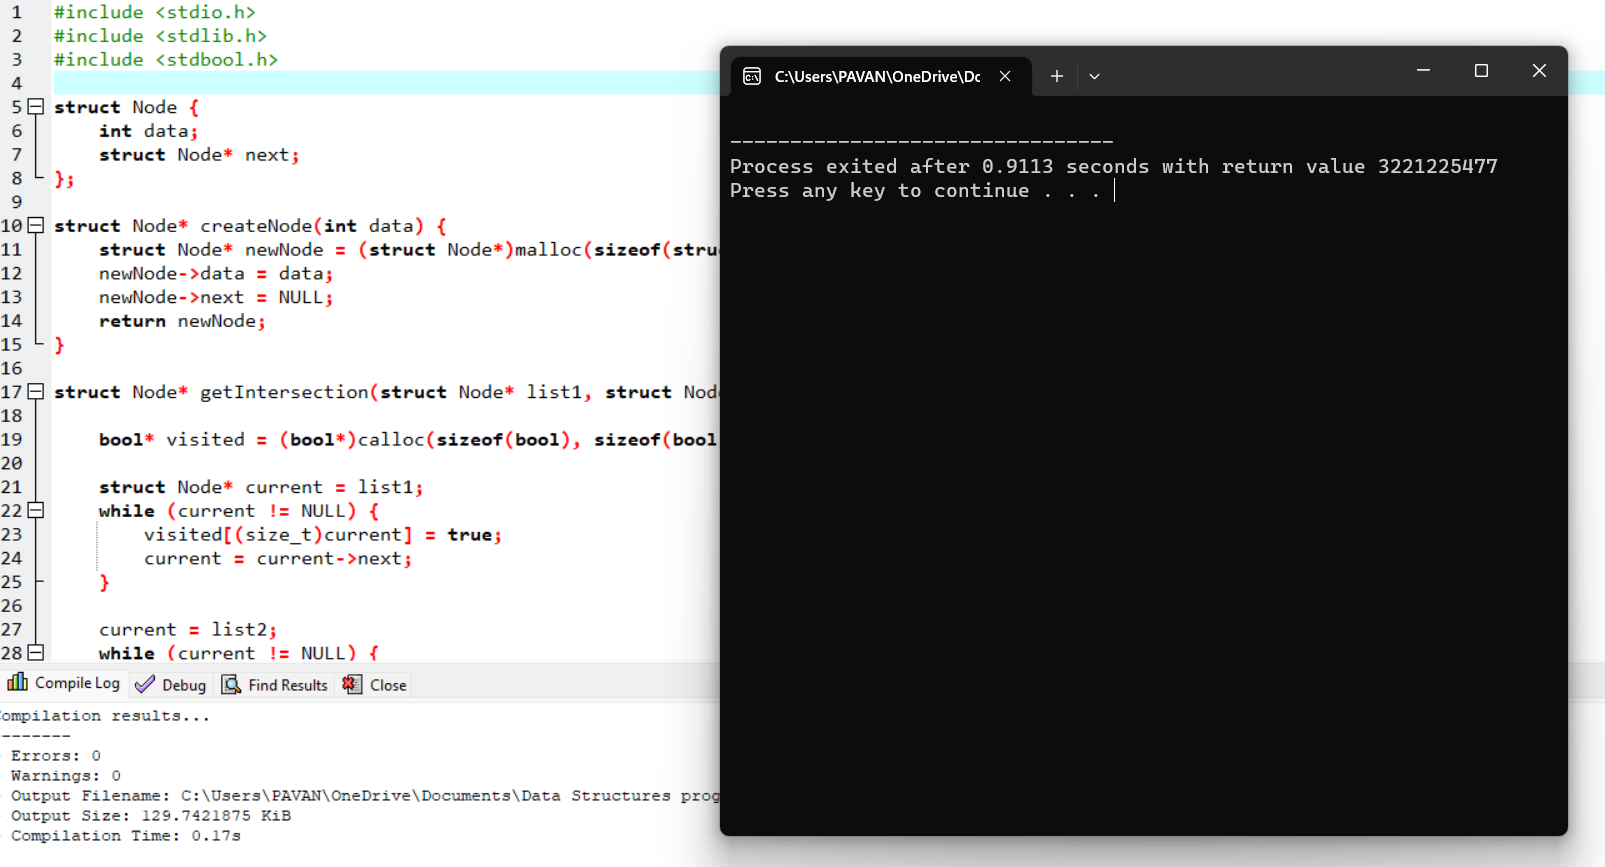 1 #include <stdio.h>
2 #include <stdlib.h>
3 #include <stdbool.h>
4
5 struct Node {
6 int data;
7 struct Node* next;
8 };
9
10 struct Node* createNode(int data) {
11 struct Node* newNode = (struct Node*)malloc(sizeof(stru
12 newNode->data = data;
13 newNode->next = NULL;
14 return newNode;
15 }
16
17 struct Node* getIntersection(struct Node* list1, struct Nod
18
19 bool* visited = (bool*)calloc(sizeof(bool), sizeof(bool
20
21 struct Node* current = list1;
22 while (current != NULL) {
23 visited[(size_t)current] = true;
24 current = current->next;
25 }
26
27 current = list2;
28 while (current != NULL) {
C:\Users\PAVAN\OneDrive\Dc
--------------------------------
Process exited after 0.9113 seconds with return value 3221225477
Press any key to continue . . .
Compile Log Debug Find Results Close
ompilation results...
-------
Errors: 0
Warnings: 0
Output Filename: C:\Users\PAVAN\OneDrive\Documents\Data Structures prog
Output Size: 129.7421875 KiB
Compilation Time: 0.17s